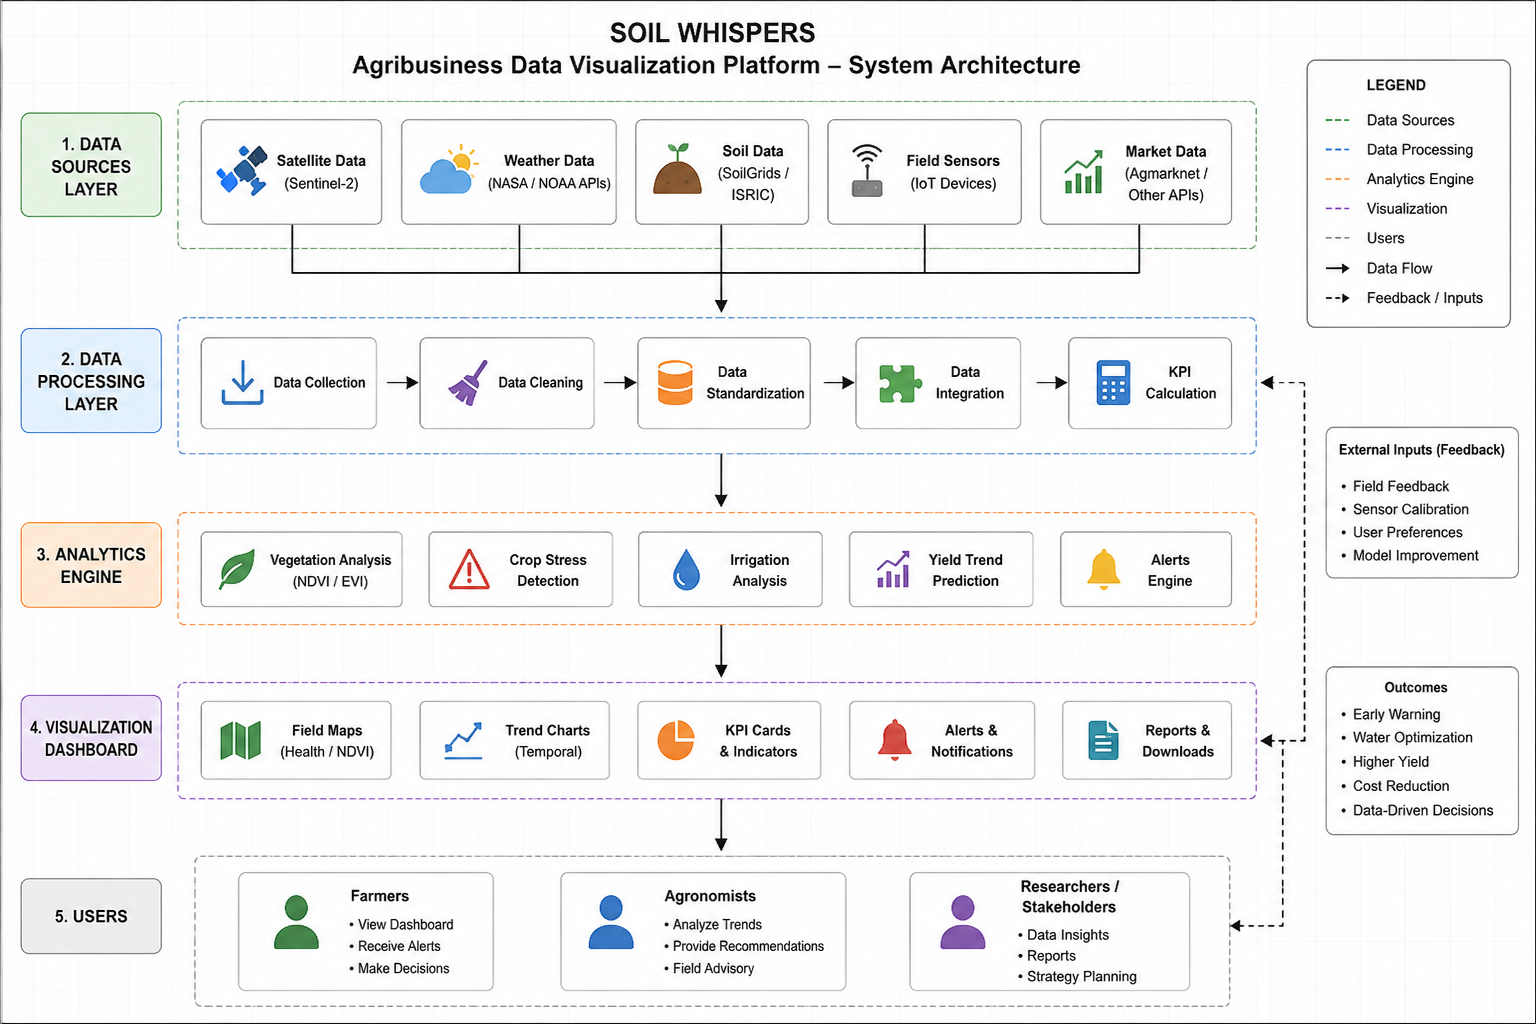 SOIL WHISPERS
Agribusiness Data Visualization Platform – System Architecture
LEGEND
Data Sources
Data Processing
Analytics Engine
Visualization
Users
Data Flow
Feedback / Inputs
1. DATA
SOURCES
LAYER
Satellite Data
(Sentinel-2)
Weather Data
(NASA / NOAA APIs)
Soil Data
(SoilGrids /
ISRIC)
Field Sensors
(IoT Devices)
Market Data
(Agmarknet /
Other APIs)
2. DATA
PROCESSING
LAYER
Data Collection
Data Cleaning
Data
Standardization
Data
Integration
KPI
Calculation
External Inputs (Feedback)
• Field Feedback
• Sensor Calibration
• User Preferences
• Model Improvement
3. ANALYTICS
ENGINE
Vegetation Analysis
(NDVI / EVI)
Crop Stress
Detection
Irrigation
Analysis
Yield Trend
Prediction
Alerts
Engine
4. VISUALIZATION
DASHBOARD
Field Maps
(Health / NDVI)
Trend Charts
(Temporal)
KPI Cards
& Indicators
Alerts &
Notifications
Reports &
Downloads
Outcomes
• Early Warning
• Water Optimization
• Higher Yield
• Cost Reduction
• Data-Driven Decisions
5. USERS
Farmers
• View Dashboard
• Receive Alerts
• Make Decisions
Agronomists
• Analyze Trends
• Provide Recommendations
• Field Advisory
Researchers /
Stakeholders
• Data Insights
• Reports
• Strategy Planning